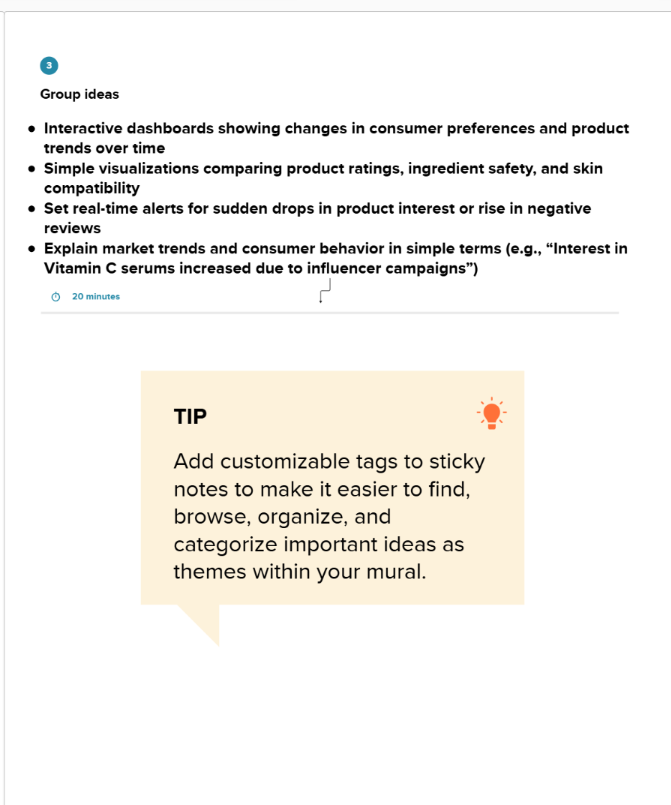 3
Group ideas
● Interactive dashboards showing changes in consumer preferences and product
trends over time
● Simple visualizations comparing product ratings, ingredient safety, and skin
compatibility
● Set real-time alerts for sudden drops in product interest or rise in negative
reviews
● Explain market trends and consumer behavior in simple terms (e.g., “Interest in
Vitamin C serums increased due to influencer campaigns”)
20 minutes
TIP
Add customizable tags to sticky
notes to make it easier to find,
browse, organize, and
categorize important ideas as
themes within your mural.